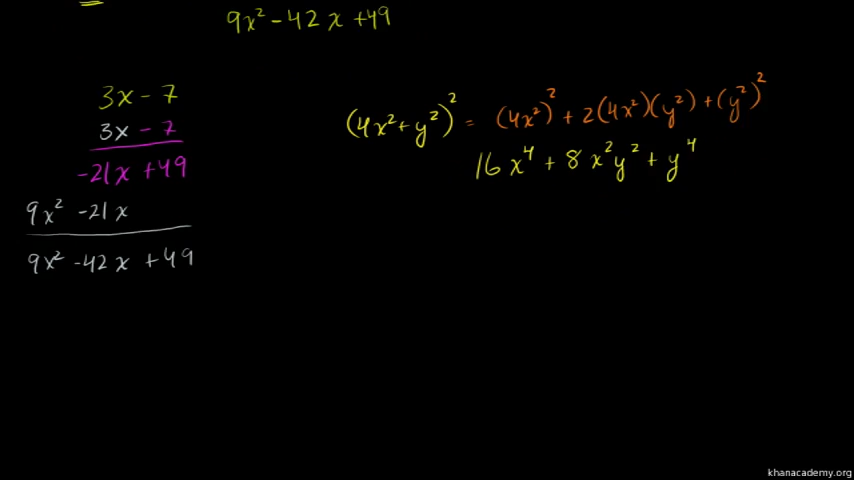 9x² - 42x + 49
3x - 7
3x - 7
-21x + 49
9x² - 21x
9x² - 42x + 49
(4x² + y²)² = (4x²)² + 2(4x²)(y²) + (y²)²
16x⁴ + 8x²y² + y⁴
khanacademy.org